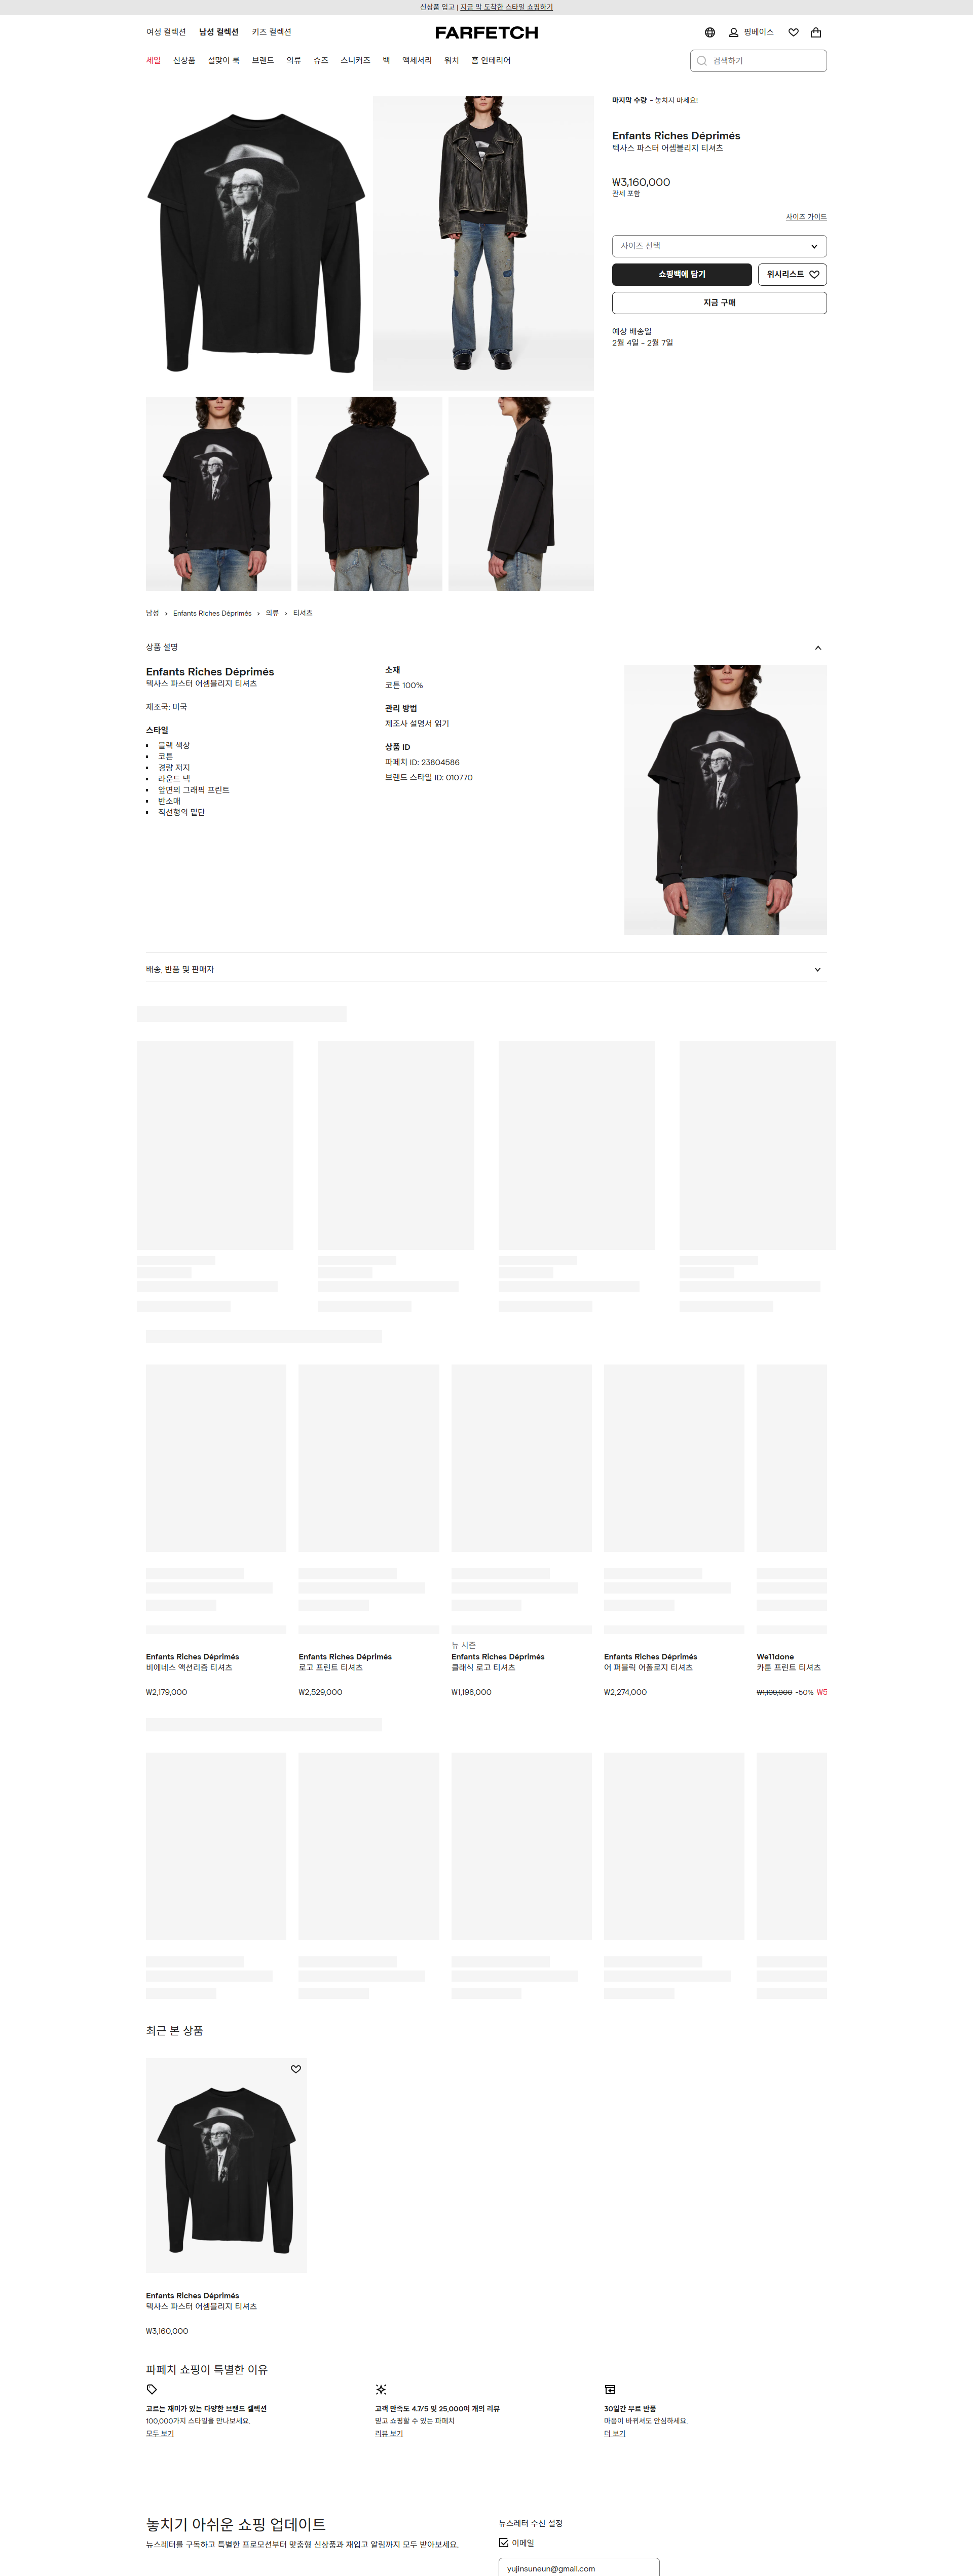 신상품 입고 | 지금 막 도착한 스타일 쇼핑하기
여성 컬렉션 남성 컬렉션 키즈 컬렉션
FARFETCH
핑베이스
세일 신상품 설맞이 룩 브랜드 의류 슈즈 스니커즈 백 액세서리 워치 홈 인테리어
검색하기
마지막 수량 - 놓치지 마세요!
Enfants Riches Déprimés
텍사스 파스터 어셈블리지 티셔츠
₩3,160,000
관세 포함
사이즈 가이드
사이즈 선택
쇼핑백에 담기
위시리스트
지금 구매
예상 배송일
2월 4일 - 2월 7일
남성 › Enfants Riches Déprimés › 의류 › 티셔츠
상품 설명
Enfants Riches Déprimés
텍사스 파스터 어셈블리지 티셔츠
제조국: 미국
스타일
• 블랙 색상
• 코튼
• 경량 저지
• 라운드 넥
• 앞면의 그래픽 프린트
• 반소매
• 직선형의 밑단
소재
코튼 100%
관리 방법
제조사 설명서 읽기
상품 ID
파페치 ID: 23804586
브랜드 스타일 ID: 010770
배송, 반품 및 판매자
Enfants Riches Déprimés
비에네스 액션리즘 티셔츠
₩2,179,000
Enfants Riches Déprimés
로고 프린트 티셔츠
₩2,529,000
뉴 시즌
Enfants Riches Déprimés
클래식 로고 티셔츠
₩1,198,000
Enfants Riches Déprimés
어 퍼블릭 어폴로지 티셔츠
₩2,274,000
We11done
카툰 프린트 티셔츠
₩1,109,000 -50% ₩5
최근 본 상품
Enfants Riches Déprimés
텍사스 파스터 어셈블리지 티셔츠
₩3,160,000
파페치 쇼핑이 특별한 이유
고르는 재미가 있는 다양한 브랜드 셀렉션
100,000가지 스타일을 만나보세요.
모두 보기
고객 만족도 4.7/5 및 25,000여 개의 리뷰
믿고 쇼핑할 수 있는 파페치
리뷰 보기
30일간 무료 반품
마음이 바뀌셔도 안심하세요.
더 보기
놓치기 아쉬운 쇼핑 업데이트
뉴스레터를 구독하고 특별한 프로모션부터 맞춤형 신상품과 재입고 알림까지 모두 받아보세요.
뉴스레터 수신 설정
이메일
yujinsuneun@gmail.com